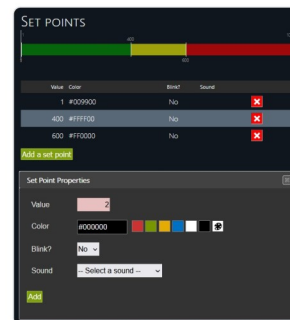 SET POINTS
400
602
Value Color Blink? Sound
1 #009900 No
400 #FFFF00 No
600 #FF0000 No
Add a set point
Set Point Properties
Value 2
Color #000000
Blink? No
Sound -- Select a sound --
Add